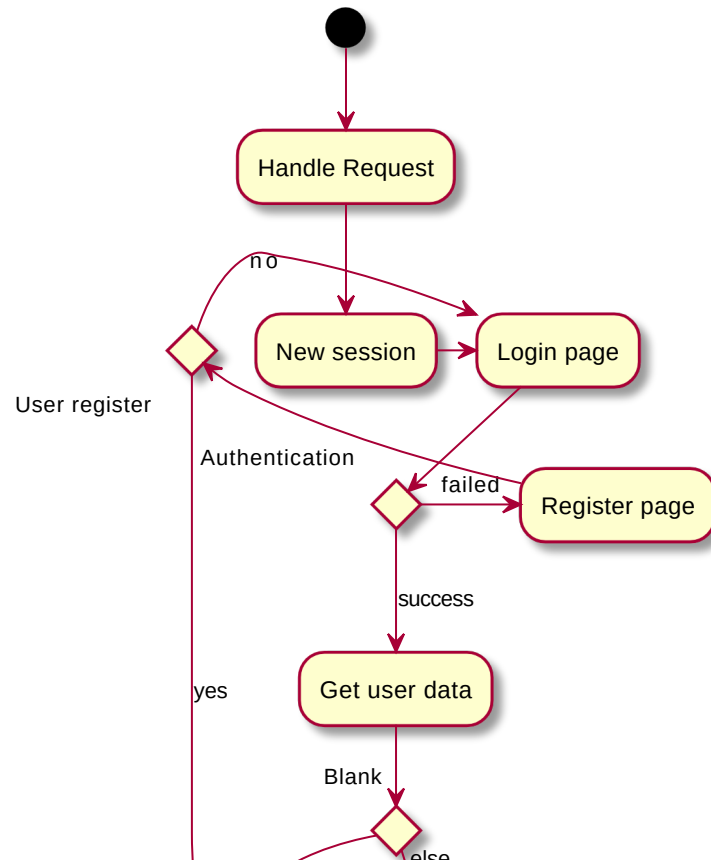 Handle Request
no
New session
Login page
User register
Authentication
failed
Register page
success
Get user data
yes
Blank
else